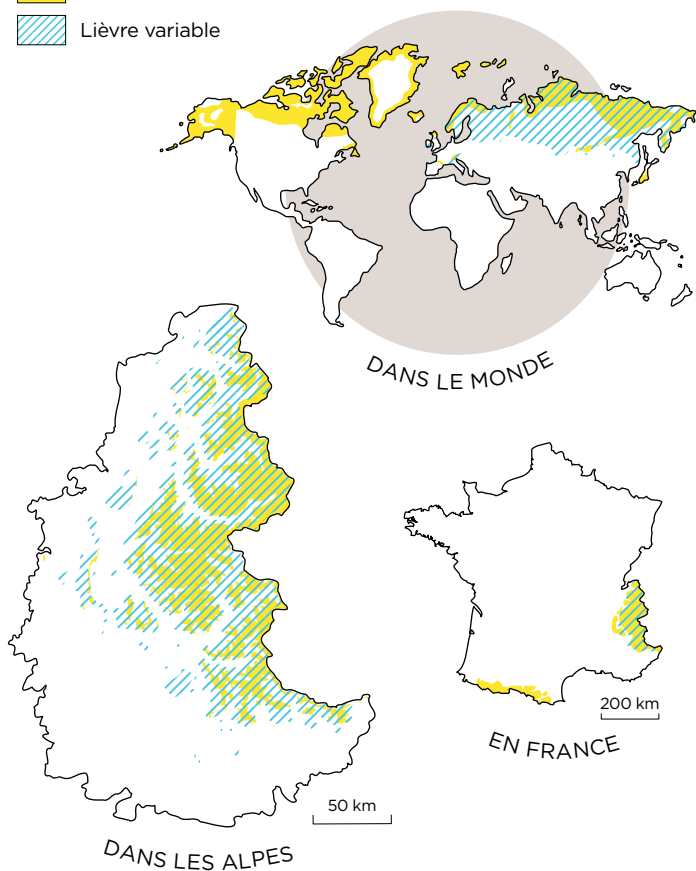 Lièvre variable
DANS LE MONDE
200 km
EN FRANCE
50 km
DANS LES ALPES